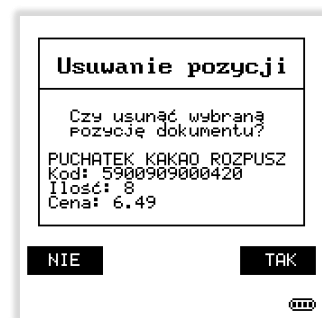 Usuwanie pozycji
Czy usunąć wybraną
pozycję dokumentu?
PUCHATEK KAKAO ROZPUSZ
Kod: 5900909000420
Ilość: 8
Cena: 6.49
NIE
TAK